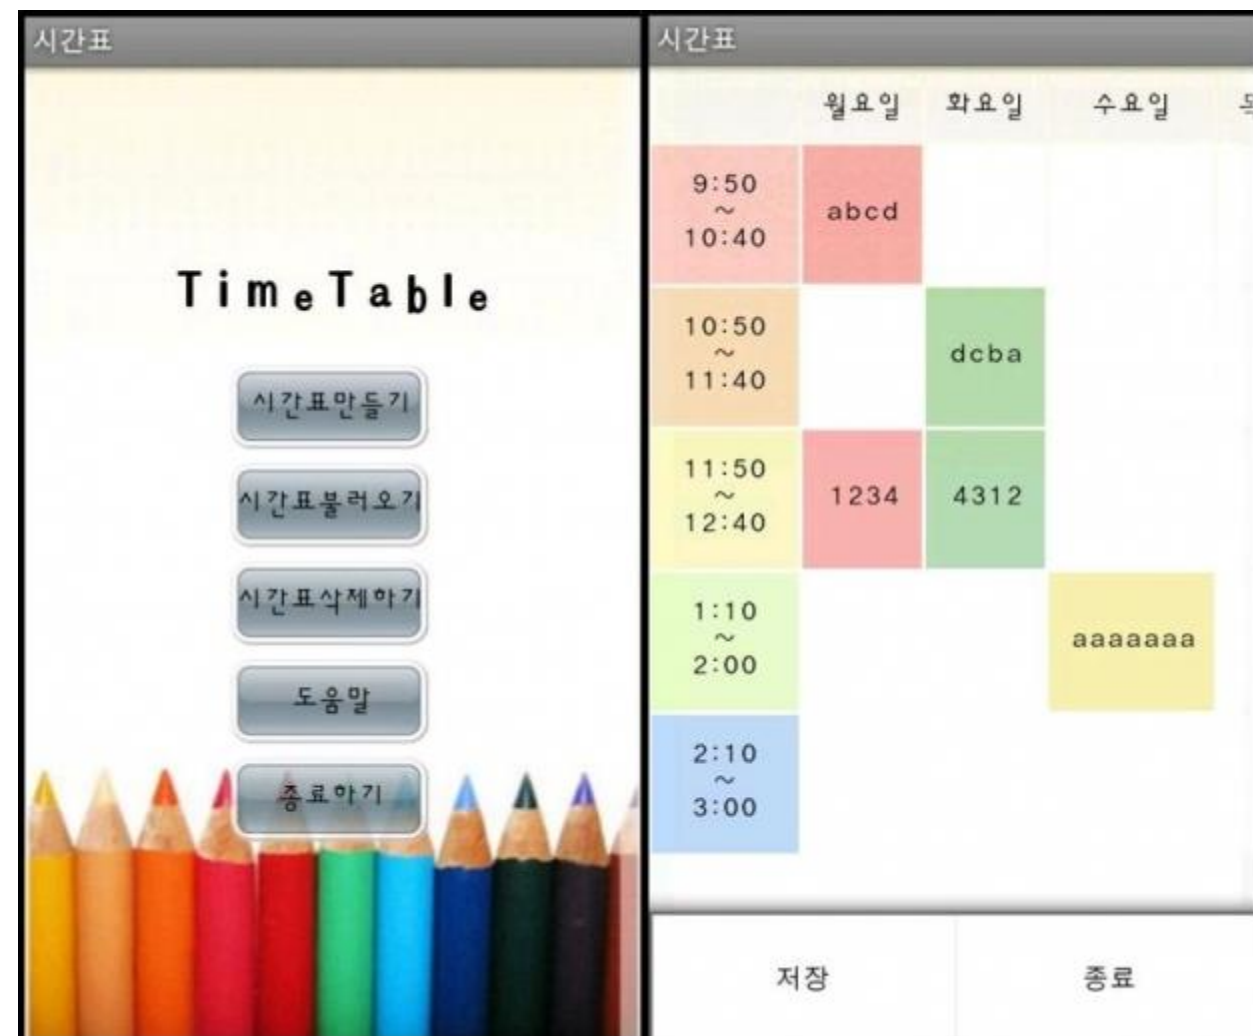 시간표
TimeTable
시간표만들기
시간표불러오기
시간표삭제하기
도움말
종료하기
시간표
월요일 화요일 수요일
9:50
~
10:40
abcd
10:50
~
11:40
dcba
11:50
~
12:40
1234 4312
1:10
~
2:00
aaaaaaa
2:10
~
3:00
저장 종료